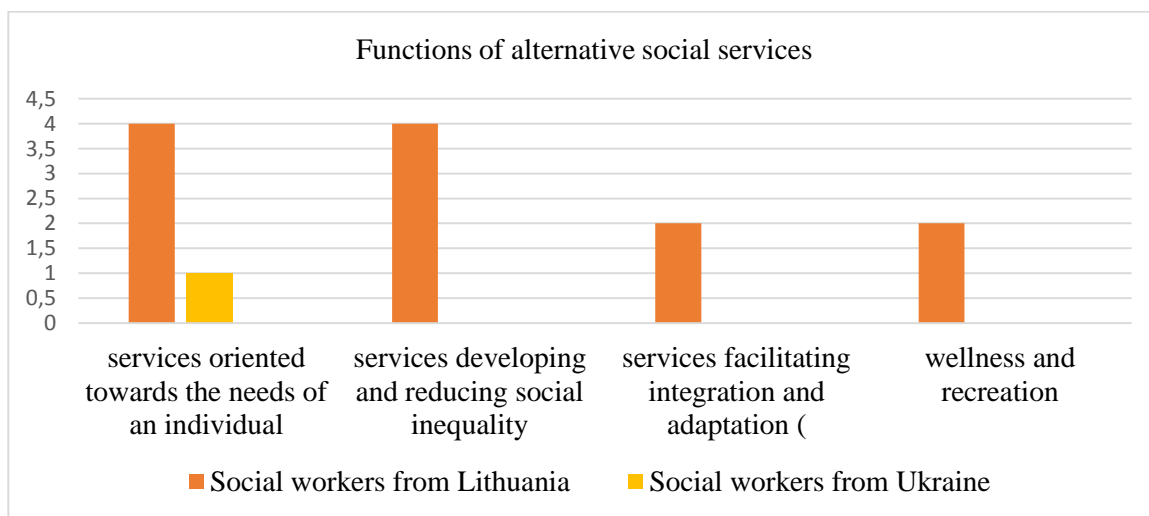 Functions of alternative social services
4,5
4
3,5
3
2,5
2
1,5
1
0,5
0
services oriented
towards the needs of
an individual
services developing
and reducing social
inequality
services facilitating
integration and
adaptation (
wellness and
recreation
Social workers from Lithuania
Social workers from Ukraine